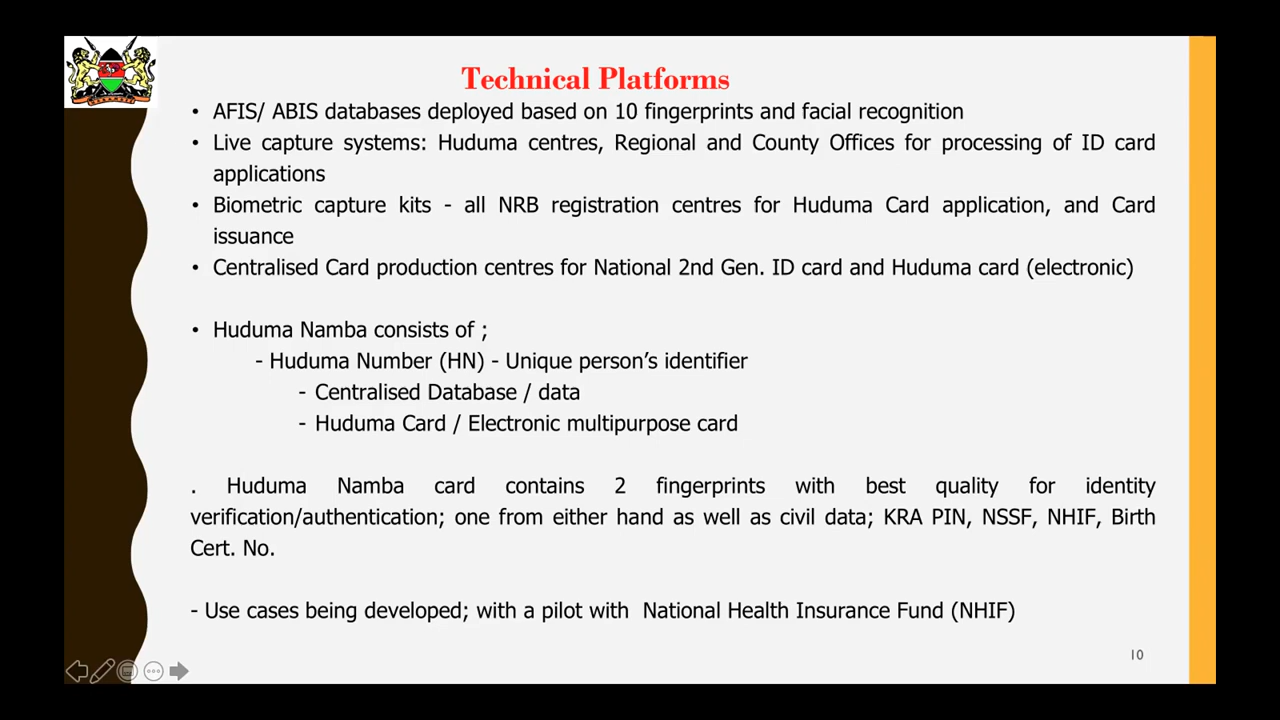 Technical Platforms
• AFIS/ ABIS databases deployed based on 10 fingerprints and facial recognition
• Live capture systems: Huduma centres, Regional and County Offices for processing of ID card
applications
• Biometric capture kits - all NRB registration centres for Huduma Card application, and Card
issuance
• Centralised Card production centres for National 2nd Gen. ID card and Huduma card (electronic)
• Huduma Namba consists of ;
- Huduma Number (HN) - Unique person’s identifier
- Centralised Database / data
- Huduma Card / Electronic multipurpose card
. Huduma Namba card contains 2 fingerprints with best quality for identity
verification/authentication; one from either hand as well as civil data; KRA PIN, NSSF, NHIF, Birth
Cert. No.
- Use cases being developed; with a pilot with National Health Insurance Fund (NHIF)
10